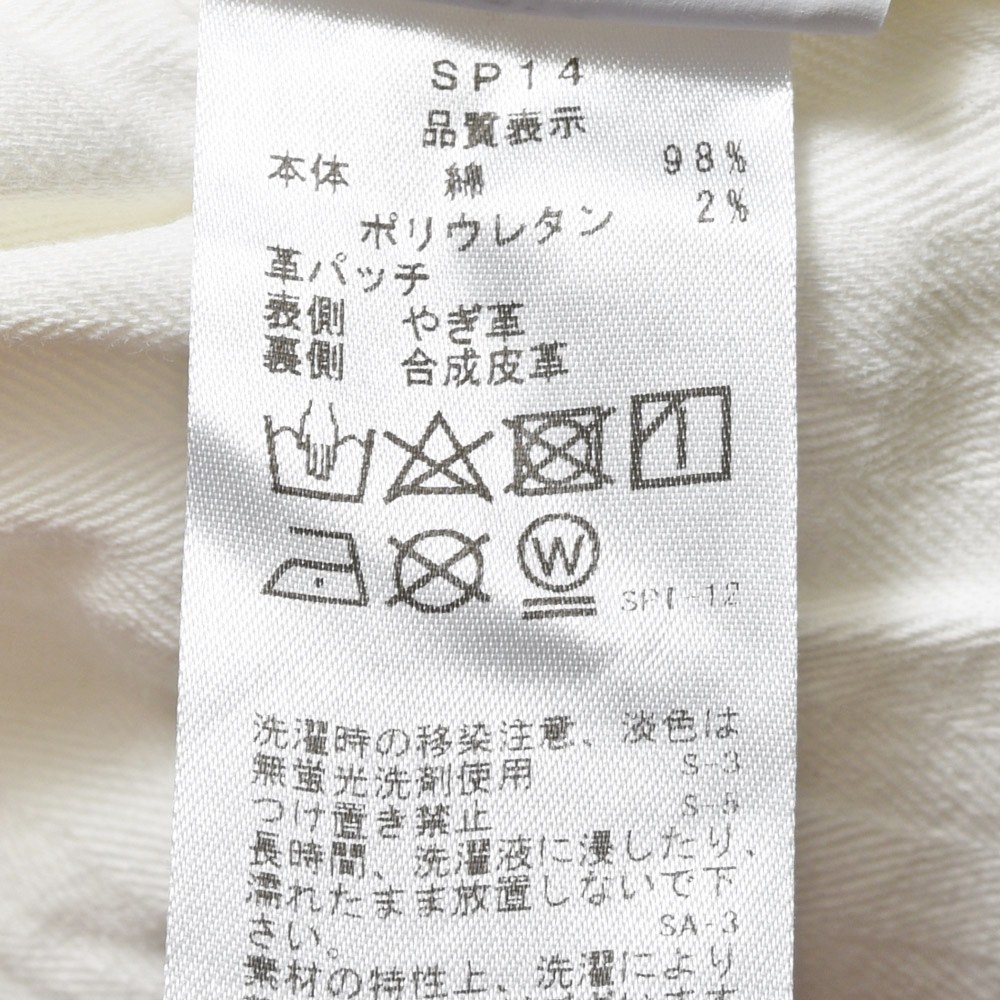 SP14
品質表示
本体 綿 98%
ポリウレタン 2%
革パッチ
表側 やぎ革
裏側 合成皮革
W
SPI-12
洗濯時の移染注意、淡色は
無蛍光洗剤使用 S-3
つけ置き禁止 S-5
長時間、洗濯液に浸したり、
濡れたまま放置しないで下
さい。 SA-3
素材の特性上、洗濯により